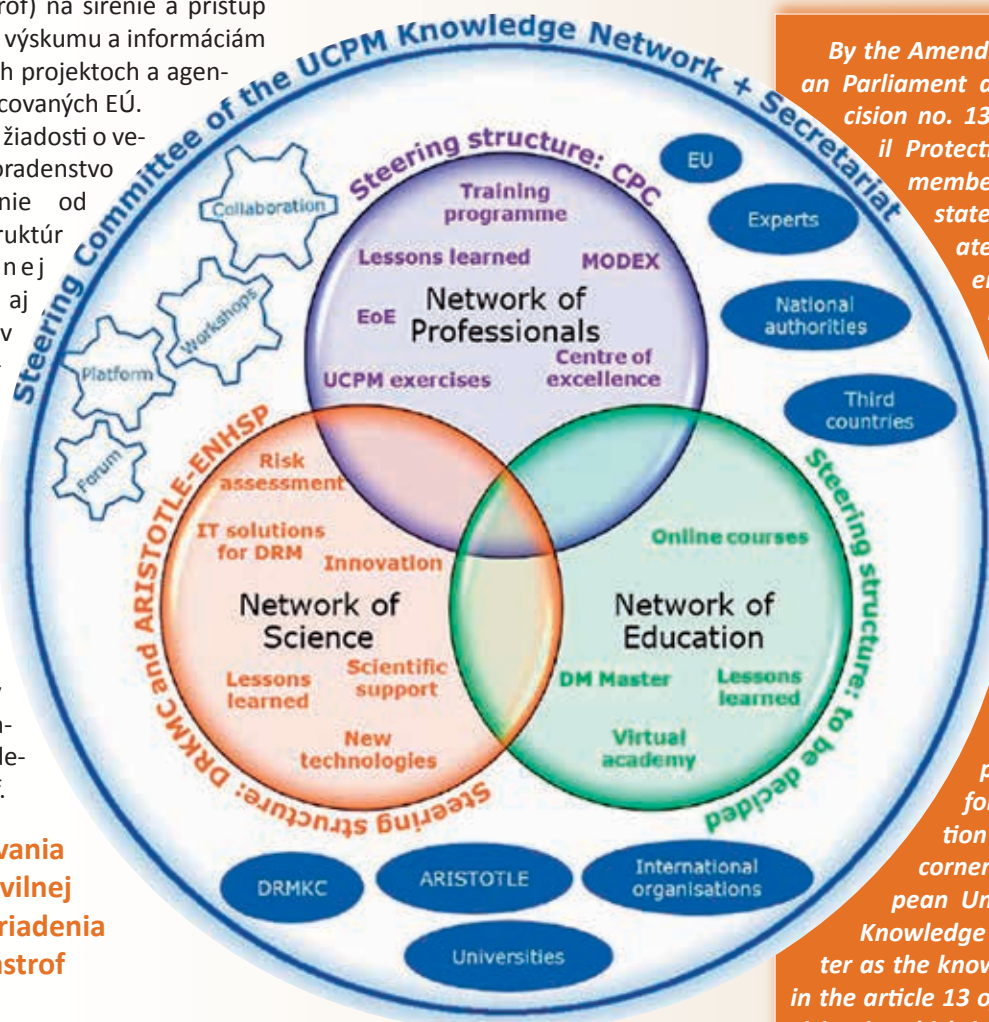 rof) na šírenie a prístup
výskumu a informáciám
h projektoch a agen-
covaných EÚ.
žiadosti o ve-
oradenstvo
nie od
ruktúr
nej
aj
v
n-
de-
f.
vania
vilnej
riadenia
astrof
Steering Committee of the UCPM Knowledge Network + Secretariat
Collaboration
Workshops
Platform
Forum
EU
Experts
National
authorities
Third
countries
Steering structure: CPC
Training
programme
Lessons learned
MODEX
EoE
Network of
Professionals
UCPM exercises
Centre of
excellence
Steering structure: DRKMC and ARISTOTLE-ENHSP
Risk
assessment
IT solutions
for DRM
Innovation
Network of
Science
Lessons
learned
Scientific
support
New
technologies
Steering structure: to be decided
Online courses
Network of
Education
DM Master
Lessons
learned
Virtual
academy
DRMKC
ARISTOTLE
International
organisations
Universities
By the Amend
an Parliament a
cision no. 13
il Protecti
membe
state
ate
er
p
fo
tion
corner
pean Un
Knowledge
ter as the know
in the article 13 o